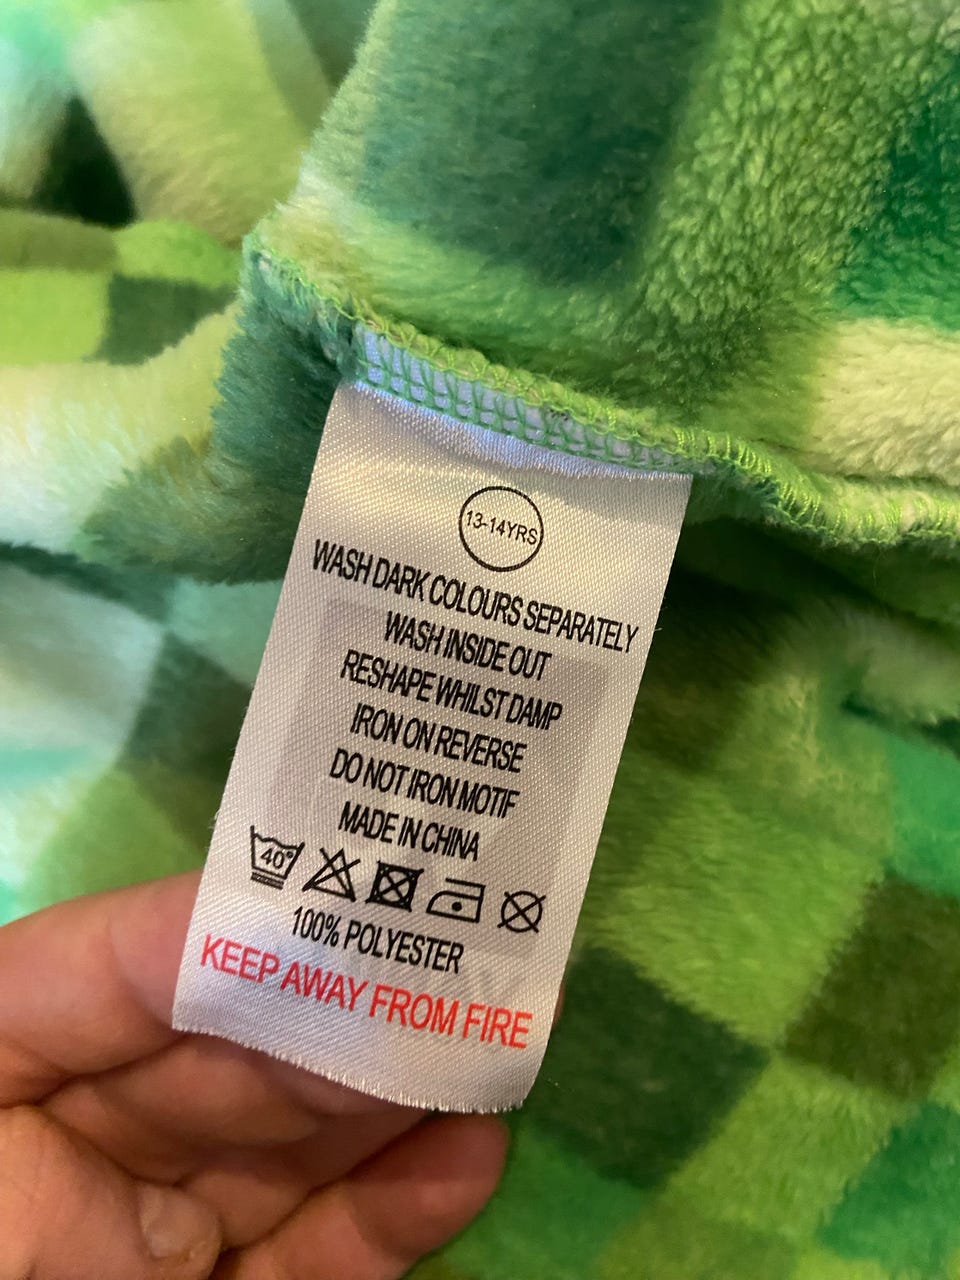 13-14YRS
WASH DARK COLOURS SEPARATELY
WASH INSIDE OUT
RESHAPE WHILST DAMP
IRON ON REVERSE
DO NOT IRON MOTIF
MADE IN CHINA
40°
100% POLYESTER
KEEP AWAY FROM FIRE